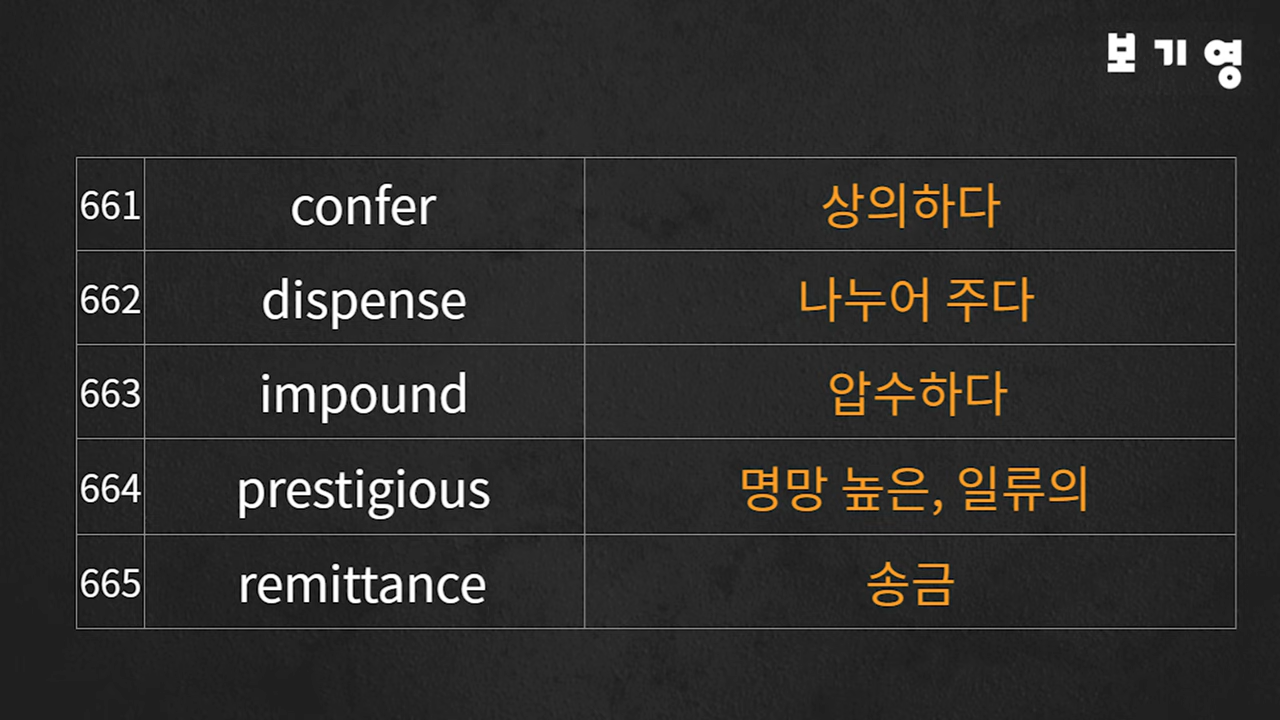 보기영
661 confer 상의하다
662 dispense 나누어 주다
663 impound 압수하다
664 prestigious 명망 높은, 일류의
665 remittance 송금